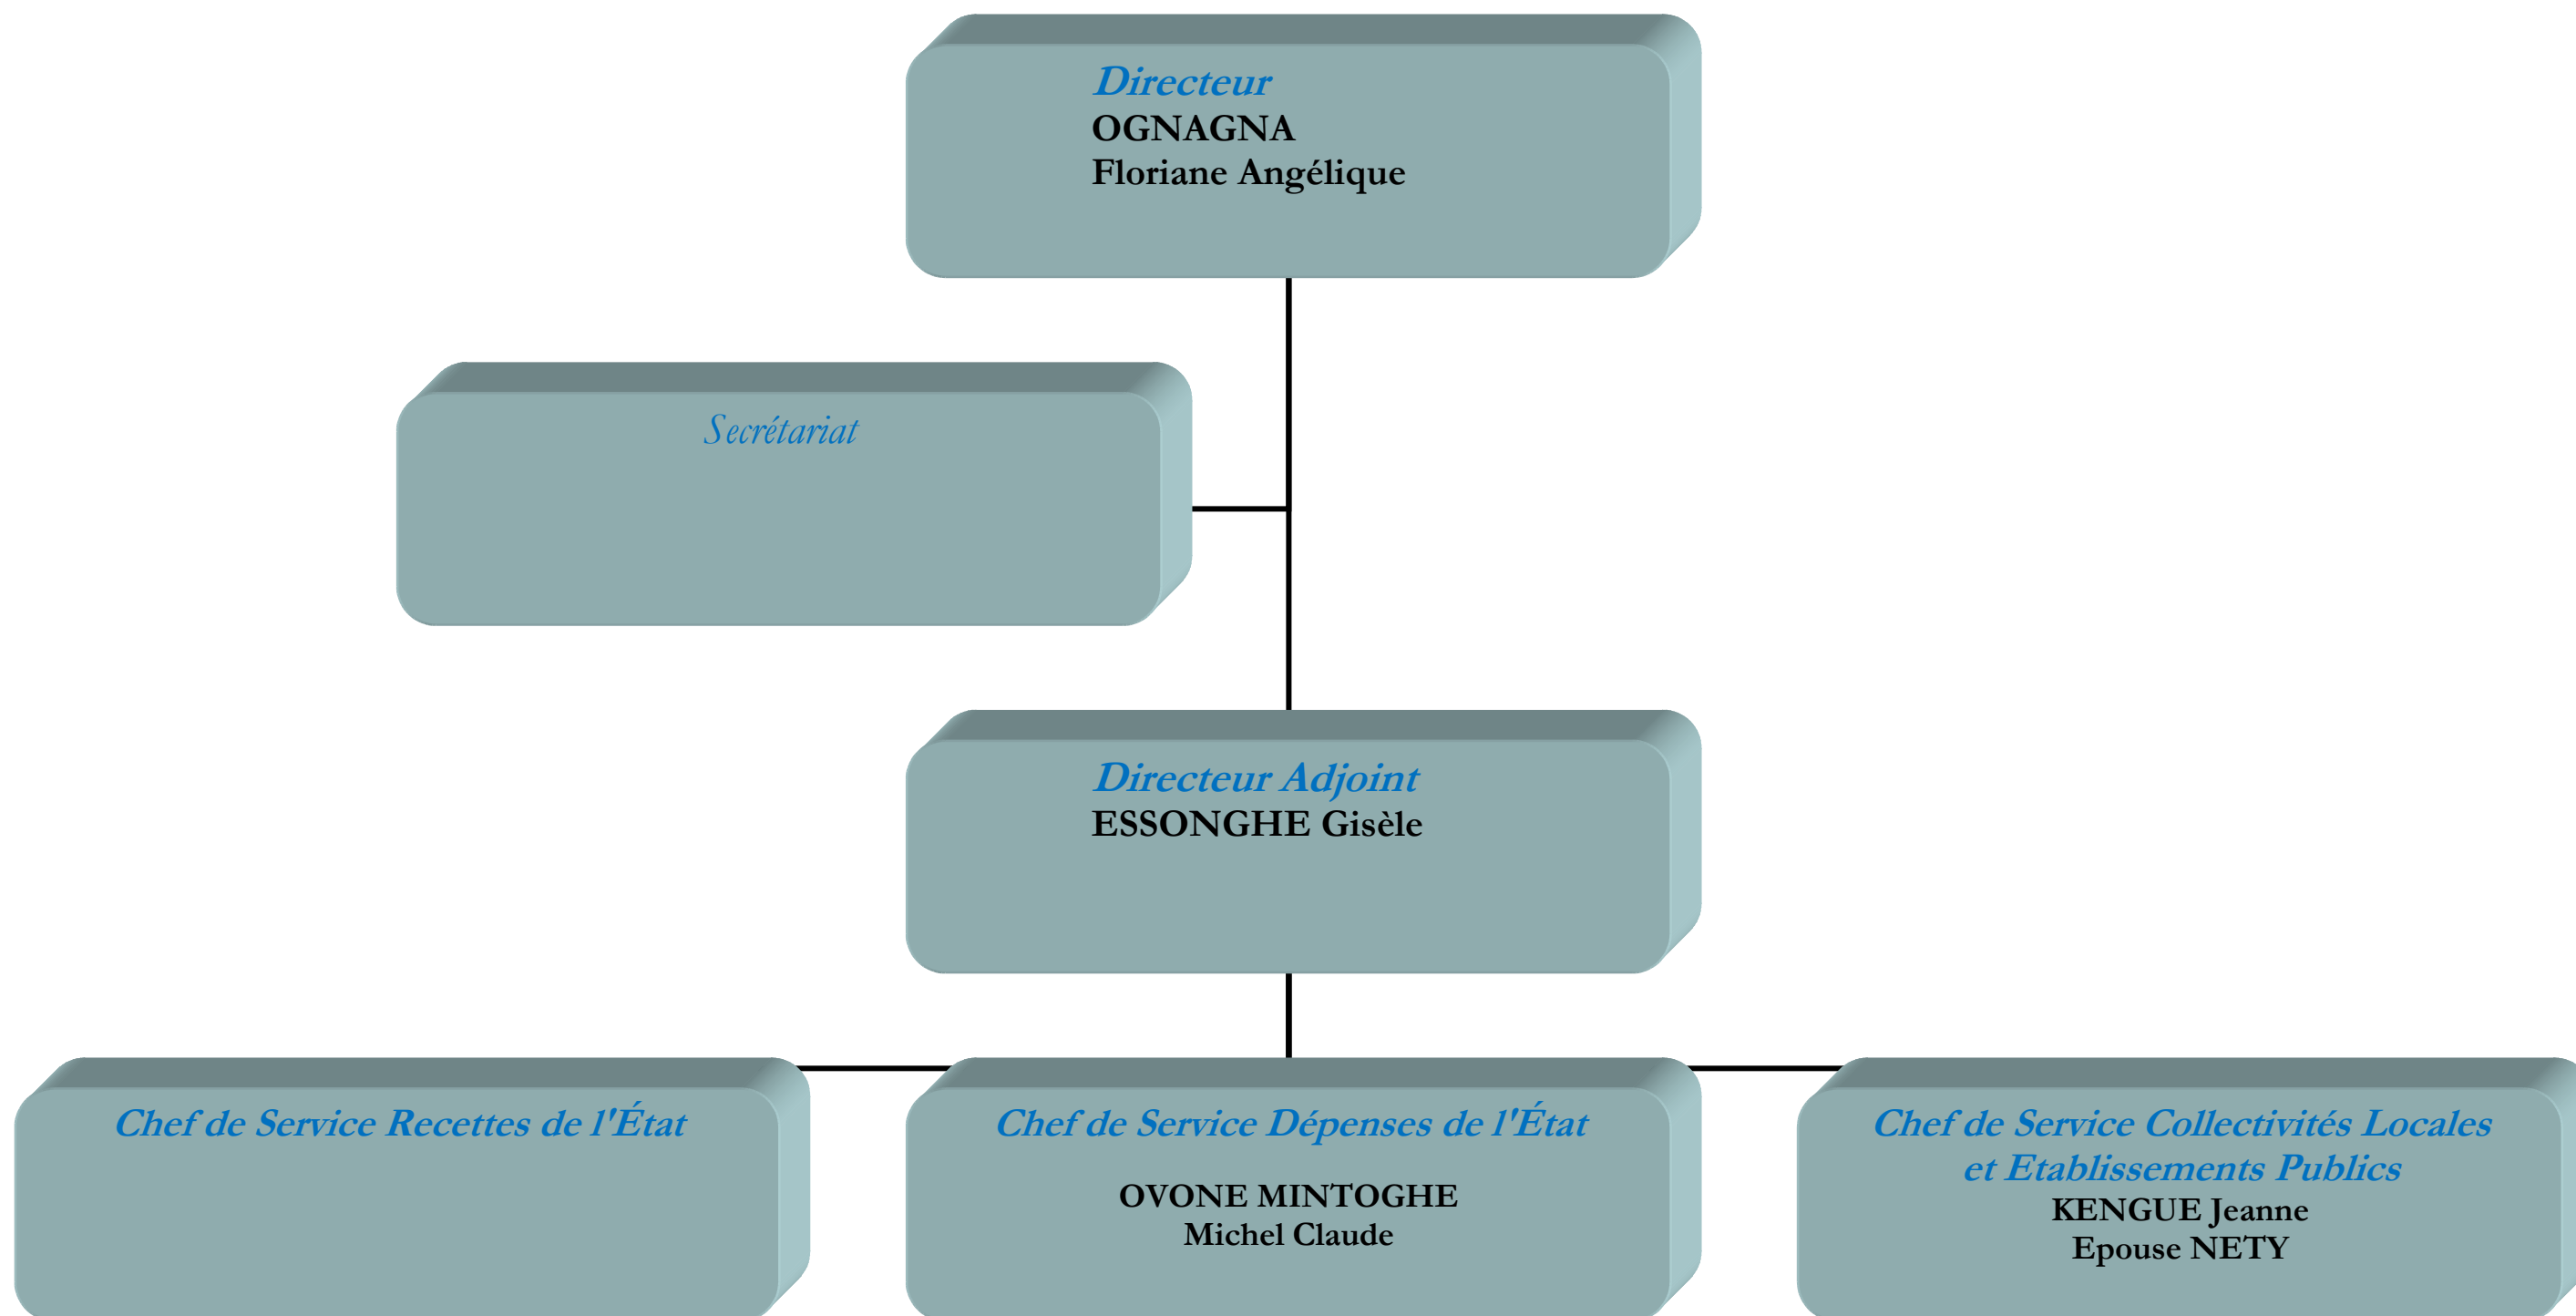 Directeur
OGNAGNA
Floriane Angélique
Secrétariat
Directeur Adjoint
ESSONGHE Gisèle
Chef de Service Recettes de l'État
Chef de Service Dépenses de l'État
OVONE MINTOGHE
Michel Claude
Chef de Service Collectivités Locales
et Etablissements Publics
KENGUE Jeanne
Epouse NETY